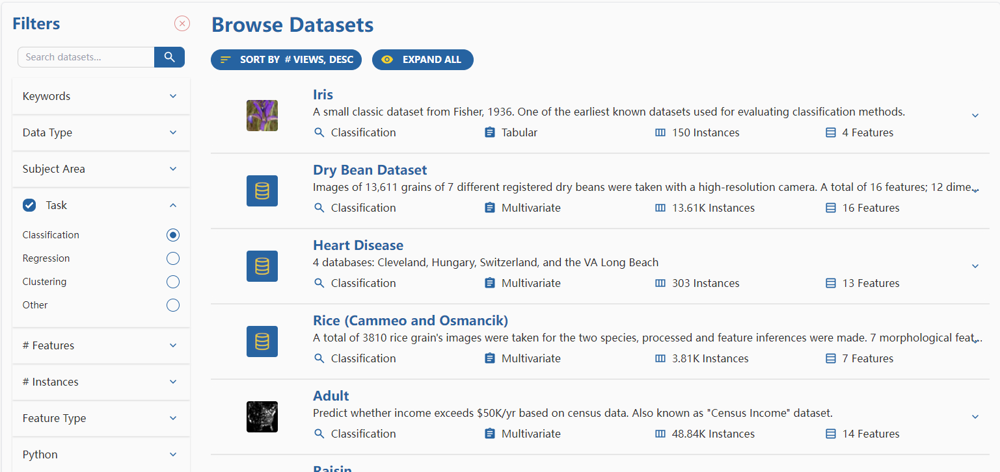 Filters
Search datasets...
Keywords
Data Type
Subject Area
Task
Classification
Regression
Clustering
Other
# Features
# Instances
Feature Type
Python
Browse Datasets
SORT BY # VIEWS, DESC
EXPAND ALL
Iris
A small classic dataset from Fisher, 1936. One of the earliest known datasets used for evaluating classification methods.
Classification Tabular 150 Instances 4 Features
Dry Bean Dataset
Images of 13,611 grains of 7 different registered dry beans were taken with a high-resolution camera. A total of 16 features; 12 dime...
Classification Multivariate 13.61K Instances 16 Features
Heart Disease
4 databases: Cleveland, Hungary, Switzerland, and the VA Long Beach
Classification Multivariate 303 Instances 13 Features
Rice (Cammeo and Osmancik)
A total of 3810 rice grain's images were taken for the two species, processed and feature inferences were made. 7 morphological feat...
Classification Multivariate 3.81K Instances 7 Features
Adult
Predict whether income exceeds $50K/yr based on census data. Also known as "Census Income" dataset.
Classification Multivariate 48.84K Instances 14 Features
Raisin